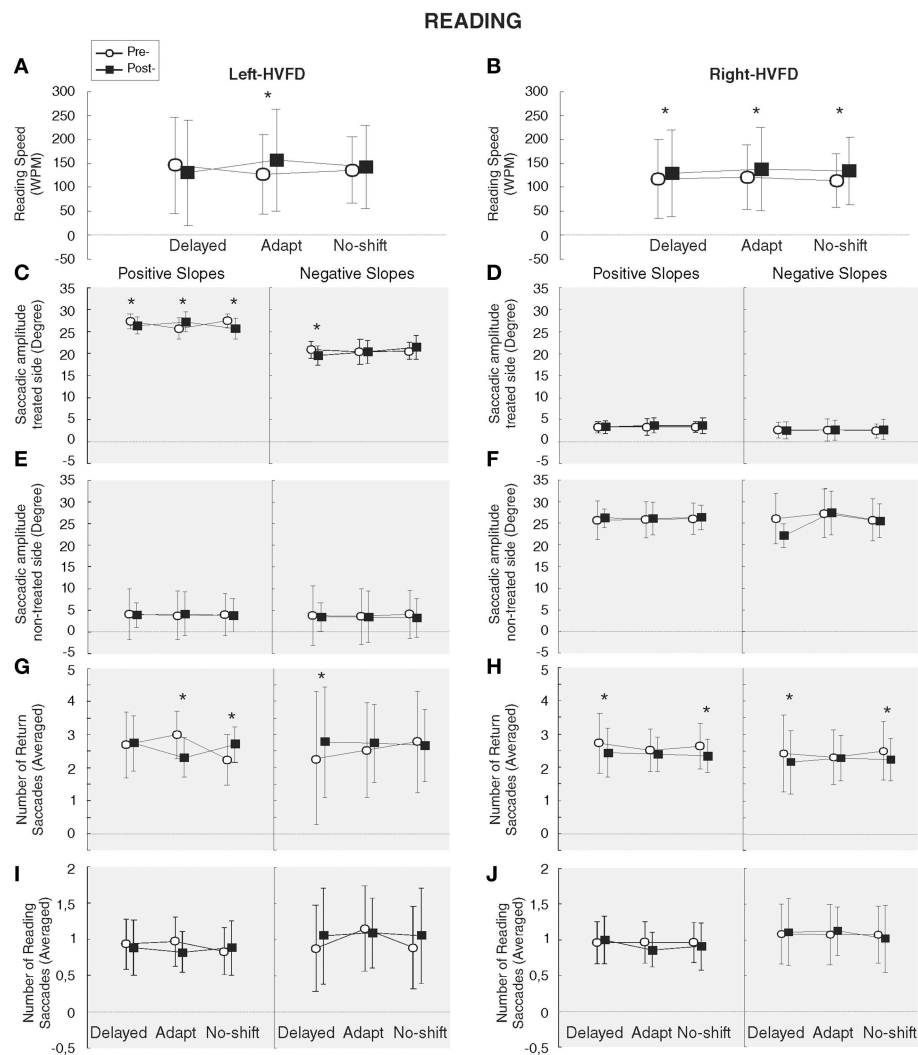 READING
Pre-
Post-
A
Left-HVFD
*
Reading Speed
(WPM)
300
250
200
150
100
50
0
-50
Delayed
Adapt
No-shift
B
Right-HVFD
* * *
Reading Speed
(WPM)
300
250
200
150
100
50
0
-50
Delayed
Adapt
No-shift
C
Positive Slopes
Negative Slopes
* * * *
Saccadic amplitude
treated side (Degree)
35
30
25
20
15
10
5
0
-5
D
Positive Slopes
Negative Slopes
Saccadic amplitude
treated side (Degree)
35
30
25
20
15
10
5
0
-5
E
Saccadic amplitude
non-treated side (Degree)
35
30
25
20
15
10
5
0
-5
F
Saccadic amplitude
non-treated side (Degree)
35
30
25
20
15
10
5
0
-5
G
* * *
Number of Return
Saccades (Averaged)
5
4
3
2
1
0
H
* * * *
Number of Return
Saccades (Averaged)
5
4
3
2
1
0
I
Number of Reading
Saccades (Averaged)
2
1,5
1
0,5
0
-0,5
Delayed Adapt No-shift
Delayed Adapt No-shift
J
Number of Reading
Saccades (Averaged)
2
1,5
1
0,5
0
-0,5
Delayed Adapt No-shift
Delayed Adapt No-shift